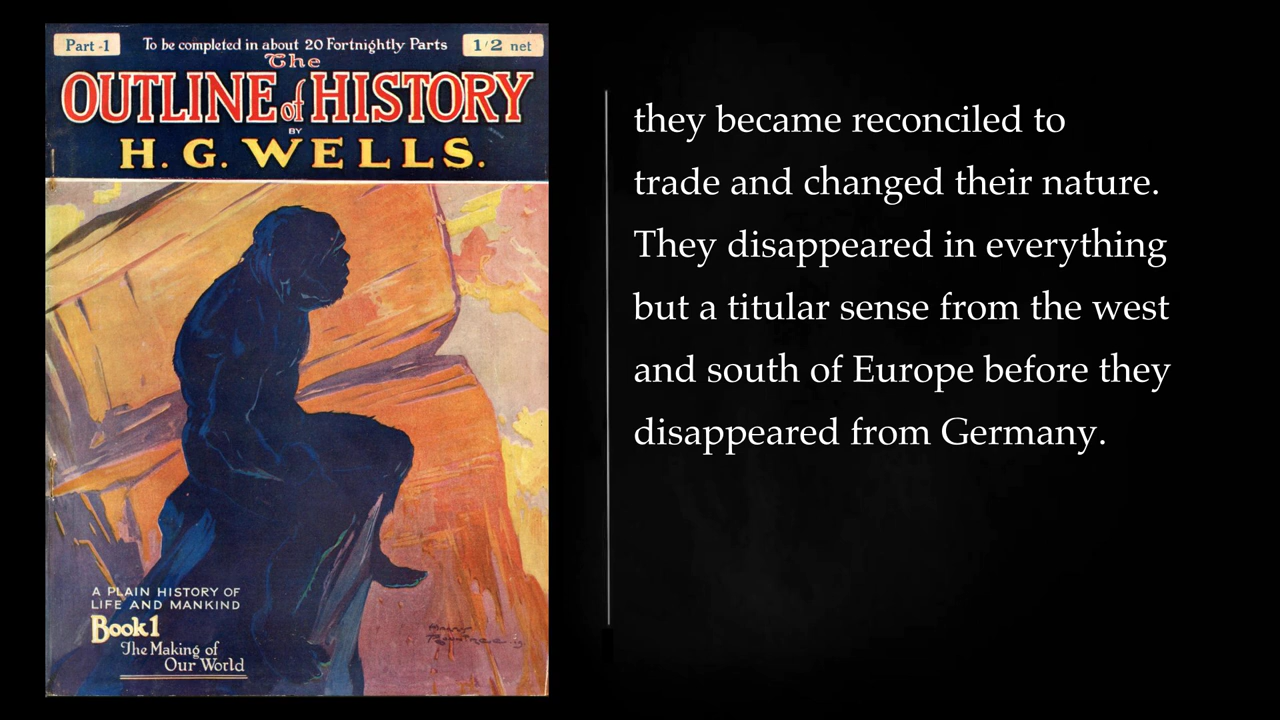 Part -1
To be completed in about 20 Fortnightly Parts
1/2 net
The
OUTLINE of HISTORY
BY
H. G. WELLS.
A PLAIN HISTORY OF
LIFE AND MANKIND
Book 1
The Making of
Our World
they became reconciled to
trade and changed their nature.
They disappeared in everything
but a titular sense from the west
and south of Europe before they
disappeared from Germany.